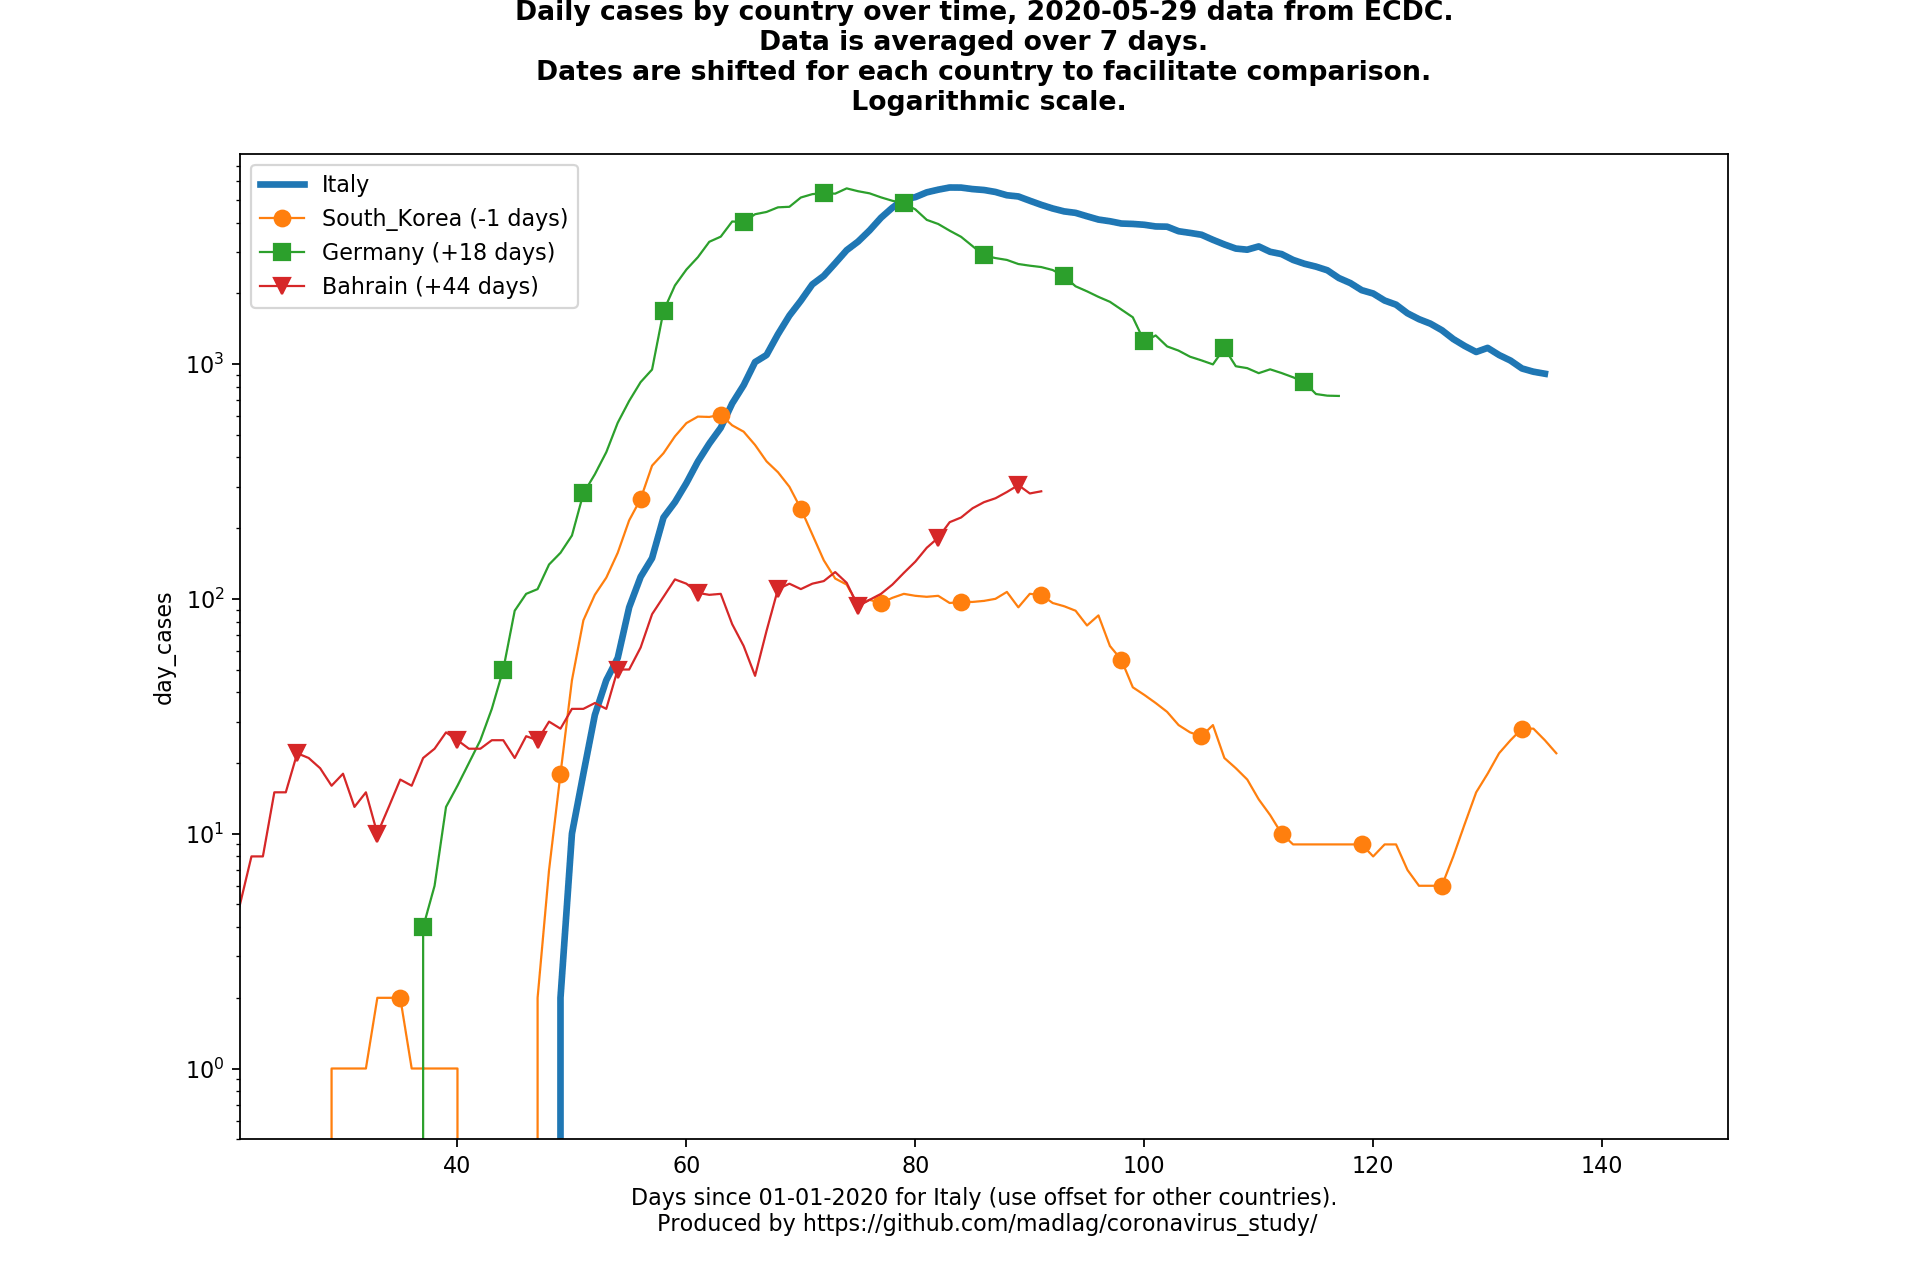 Daily cases by country over time, 2020-05-29 data from ECDC.
Data is averaged over 7 days.
Dates are shifted for each country to facilitate comparison.
Logarithmic scale.
Italy
South_Korea (-1 days)
Germany (+18 days)
Bahrain (+44 days)
10³
10²
10¹
10⁰
day_cases
40 60 80 100 120 140
Days since 01-01-2020 for Italy (use offset for other countries).
Produced by https://github.com/madlag/coronavirus_study/